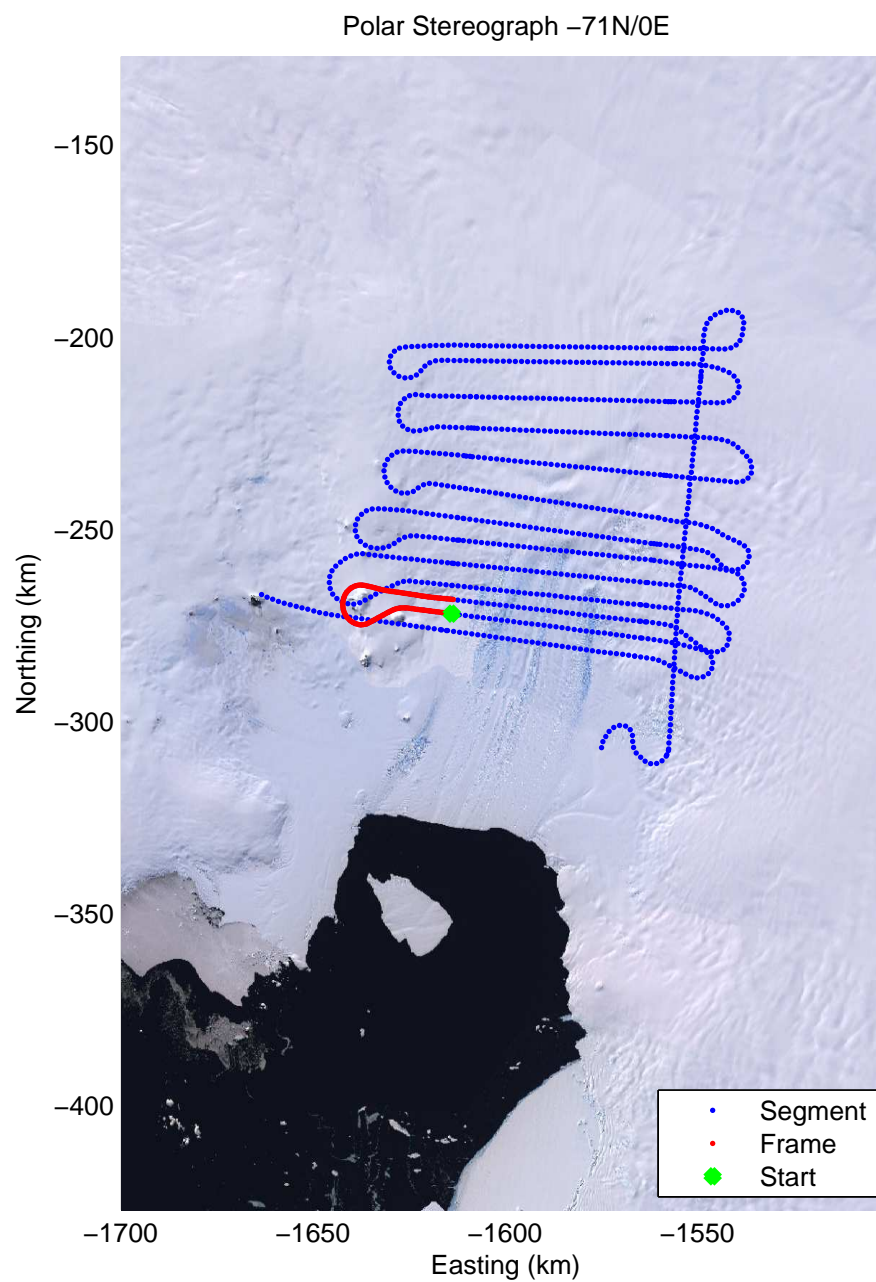 Polar Stereograph −71N/0E
−150
−200
−250
−300
−350
−400
Northing (km)
−1700
−1650
−1600
−1550
Easting (km)
Segment
Frame
Start